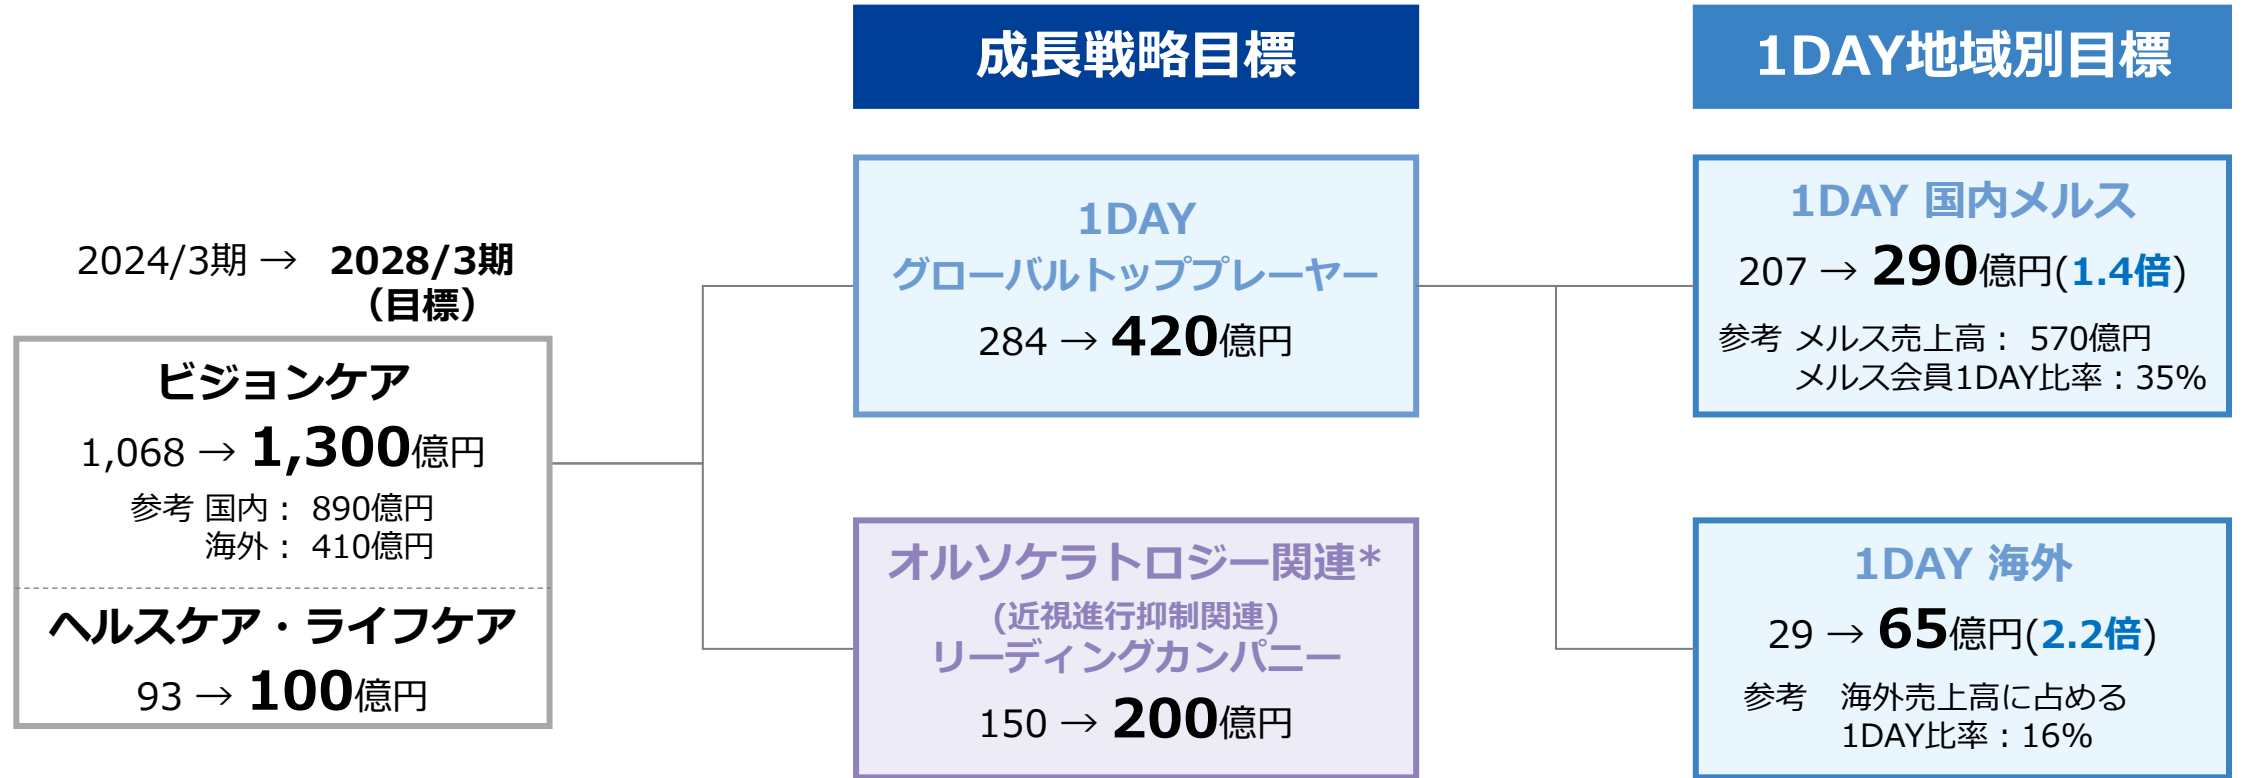 成長戦略目標
1DAY地域別目標
2024/3期 → 2028/3期
（目標）
ビジョンケア
1,068 → 1,300億円
参考 国内： 890億円
海外： 410億円
ヘルスケア・ライフケア
93 → 100億円
1DAY
グローバルトッププレーヤー
284 → 420億円
オルソケラトロジー関連*
(近視進行抑制関連)
リーディングカンパニー
150 → 200億円
1DAY 国内メルス
207 → 290億円(1.4倍)
参考 メルス売上高： 570億円
メルス会員1DAY比率：35%
1DAY 海外
29 → 65億円(2.2倍)
参考　海外売上高に占める
1DAY比率：16%